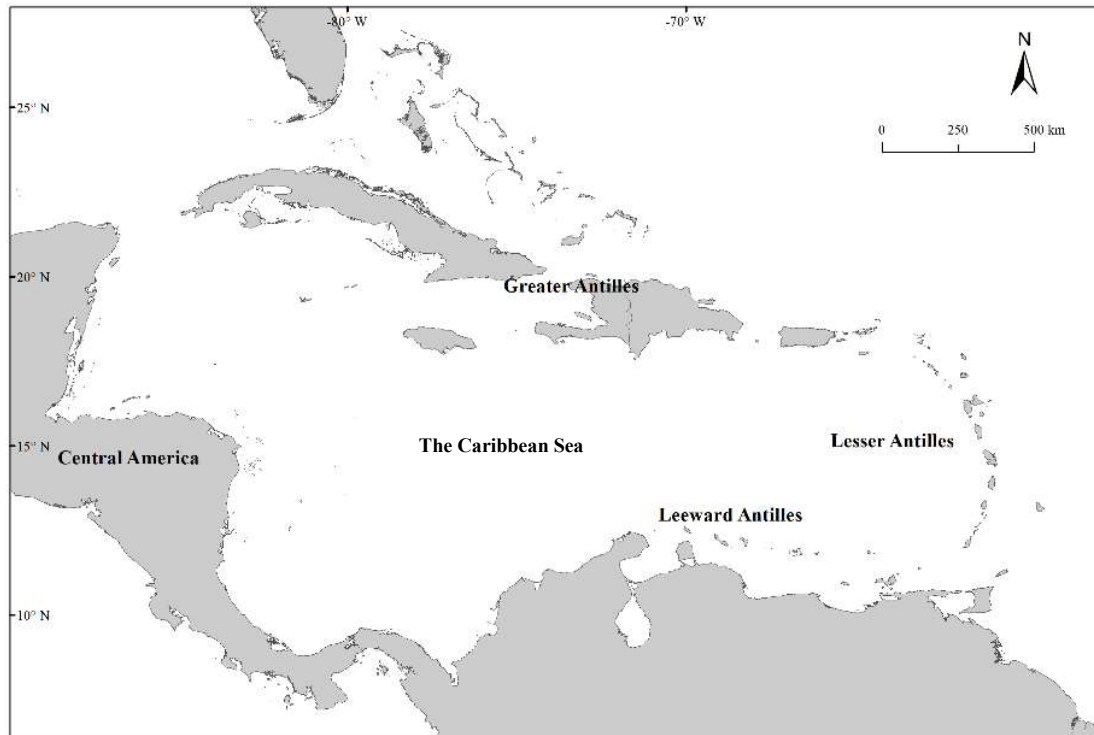 -80° W
-70° W
N
25° N
0 250 500 km
20° N
Greater Antilles
15° N
Central America
The Caribbean Sea
Lesser Antilles
Leeward Antilles
10° N